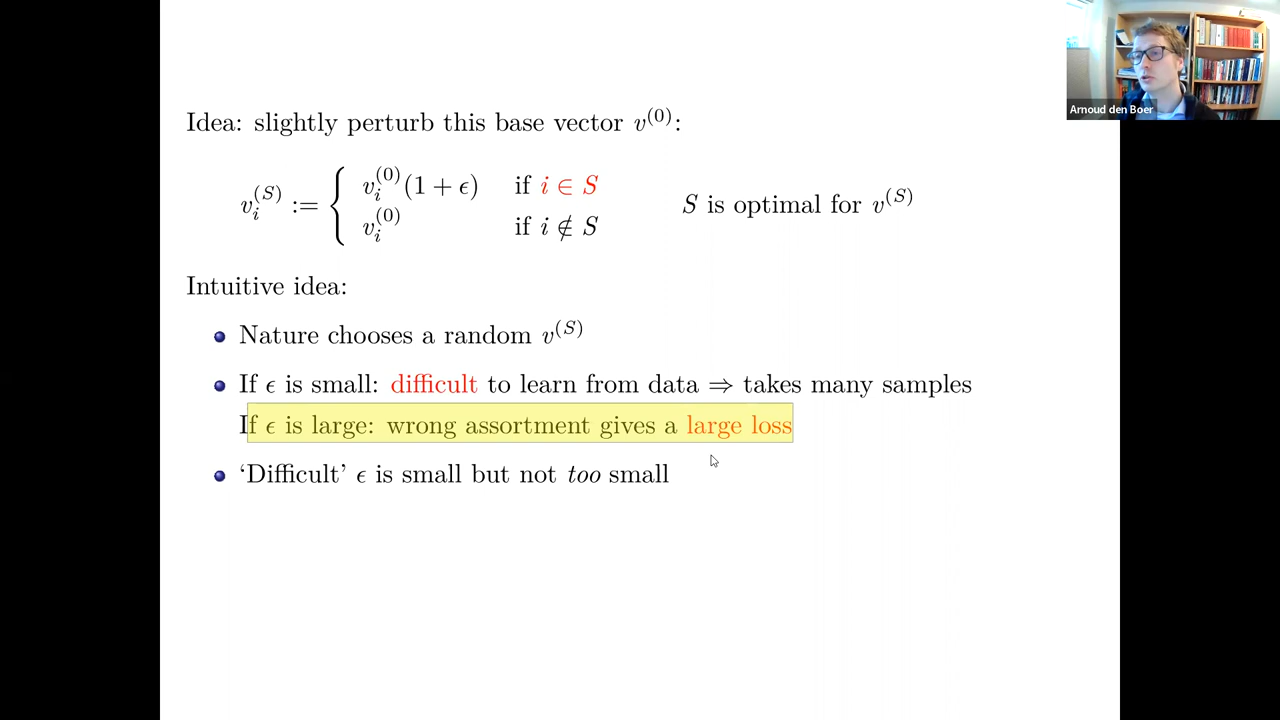 Arnoud den Boer
Idea: slightly perturb this base vector v^{(0)}:
v_i^{(S)} := { v_i^{(0)}(1 + ϵ) if i ∈ S
v_i^{(0)} if i ∉ S
S is optimal for v^{(S)}
Intuitive idea:
Nature chooses a random v^{(S)}
If ϵ is small: difficult to learn from data ⇒ takes many samples
If ϵ is large: wrong assortment gives a large loss
‘Difficult’ ϵ is small but not too small